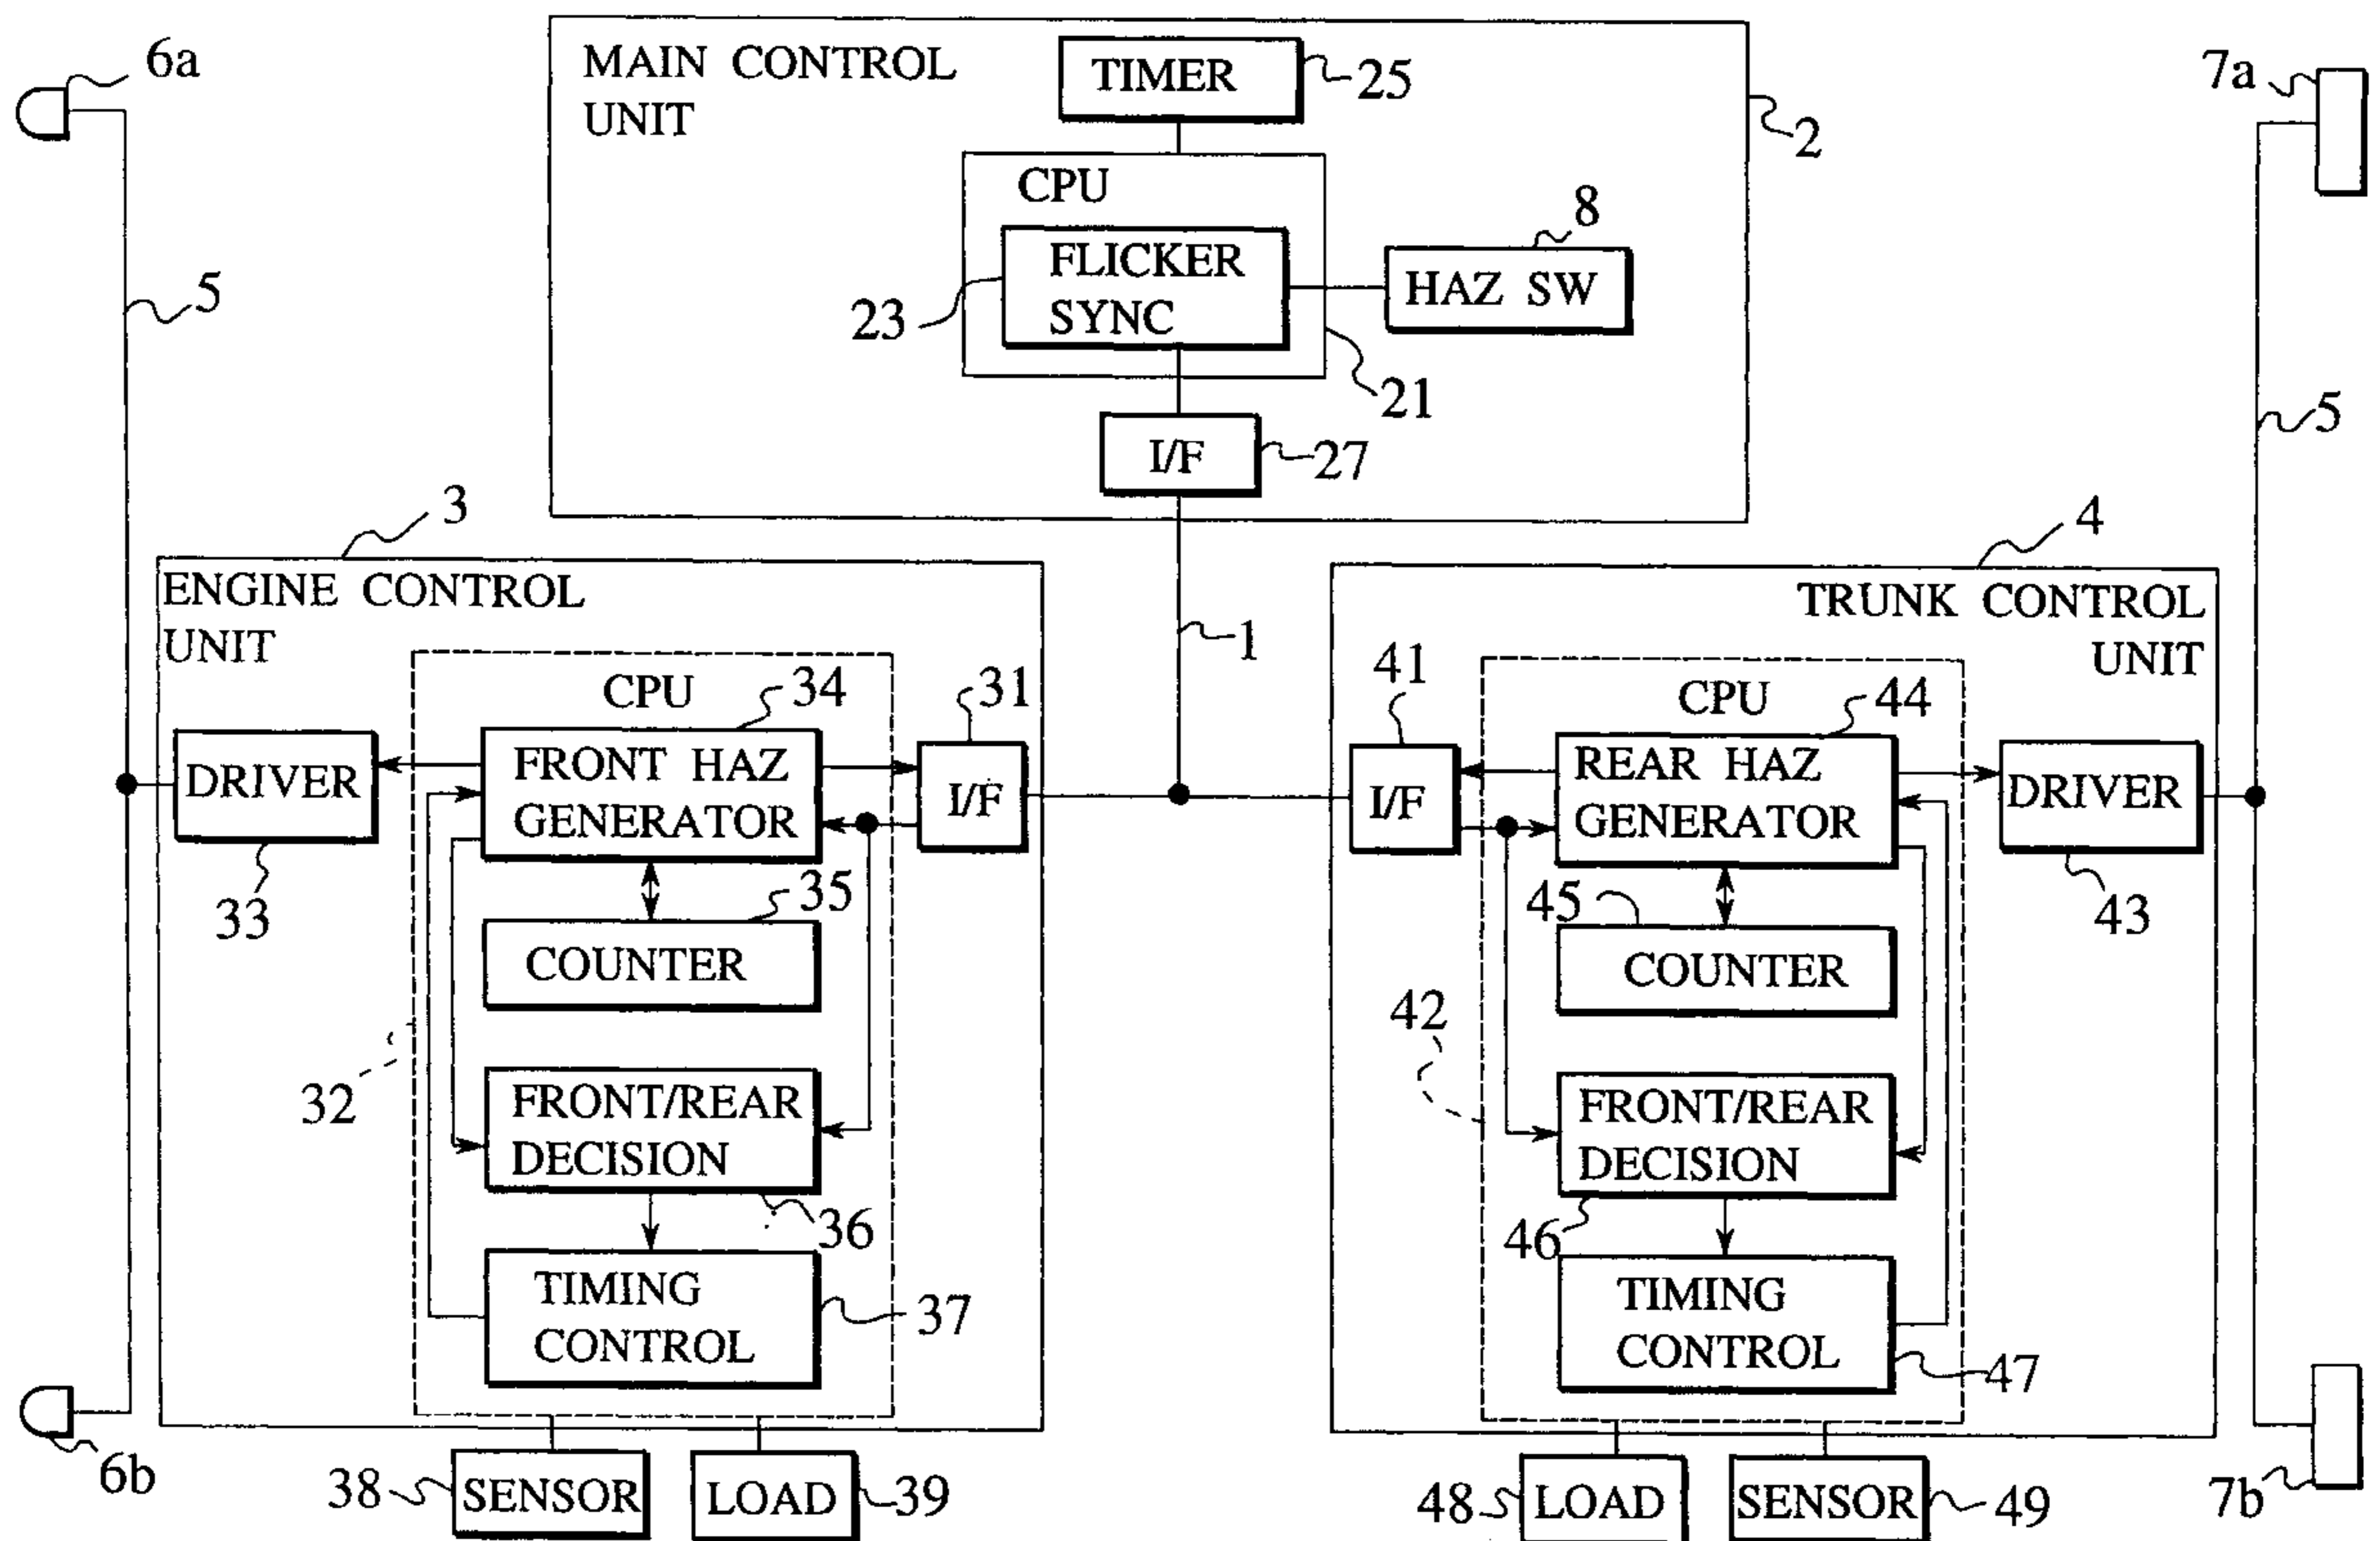 6a
MAIN CONTROL
UNIT
TIMER
25
7a
2
CPU
8
FLICKER
SYNC
HAZ SW
23
5
21
5
I/F
27
3
4
ENGINE CONTROL
UNIT
TRUNK CONTROL
UNIT
1
CPU
34
31
41
CPU
44
DRIVER
FRONT HAZ
GENERATOR
I/F
I/F
REAR HAZ
GENERATOR
DRIVER
33
35
45
43
COUNTER
COUNTER
32
42
FRONT/REAR
DECISION
FRONT/REAR
DECISION
36
46
TIMING
CONTROL
37
TIMING
CONTROL
47
6b
38
SENSOR
LOAD
39
48
LOAD
SENSOR
49
7b